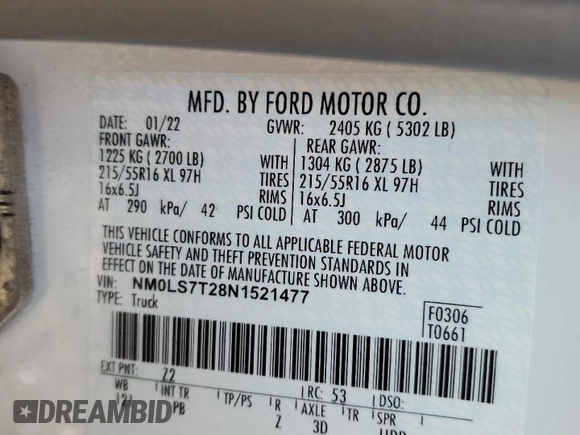 MFD. BY FORD MOTOR CO.
DATE: 01/22 GVWR: 2405 KG ( 5302 LB)
FRONT GAWR: REAR GAWR:
1225 KG ( 2700 LB) WITH 1304 KG ( 2875 LB) WITH
215/55R16 XL 97H TIRES 215/55R16 XL 97H TIRES
16x6.5J RIMS 16x6.5J RIMS
AT 290 kPa/ 42 PSI COLD AT 300 kPa/ 44 PSI COLD
THIS VEHICLE CONFORMS TO ALL APPLICABLE FEDERAL MOTOR
VEHICLE SAFETY AND THEFT PREVENTION STANDARDS IN
EFFECT ON THE DATE OF MANUFACTURE SHOWN ABOVE.
VIN: NM0LS7T28N1521477
TYPE: Truck
F0306
T0661
EXT PNT: Z2 RC: 53 DSO:
WB INT TR TP/PS R AXLE TR SPR
PB Z 3D
DREAMBID